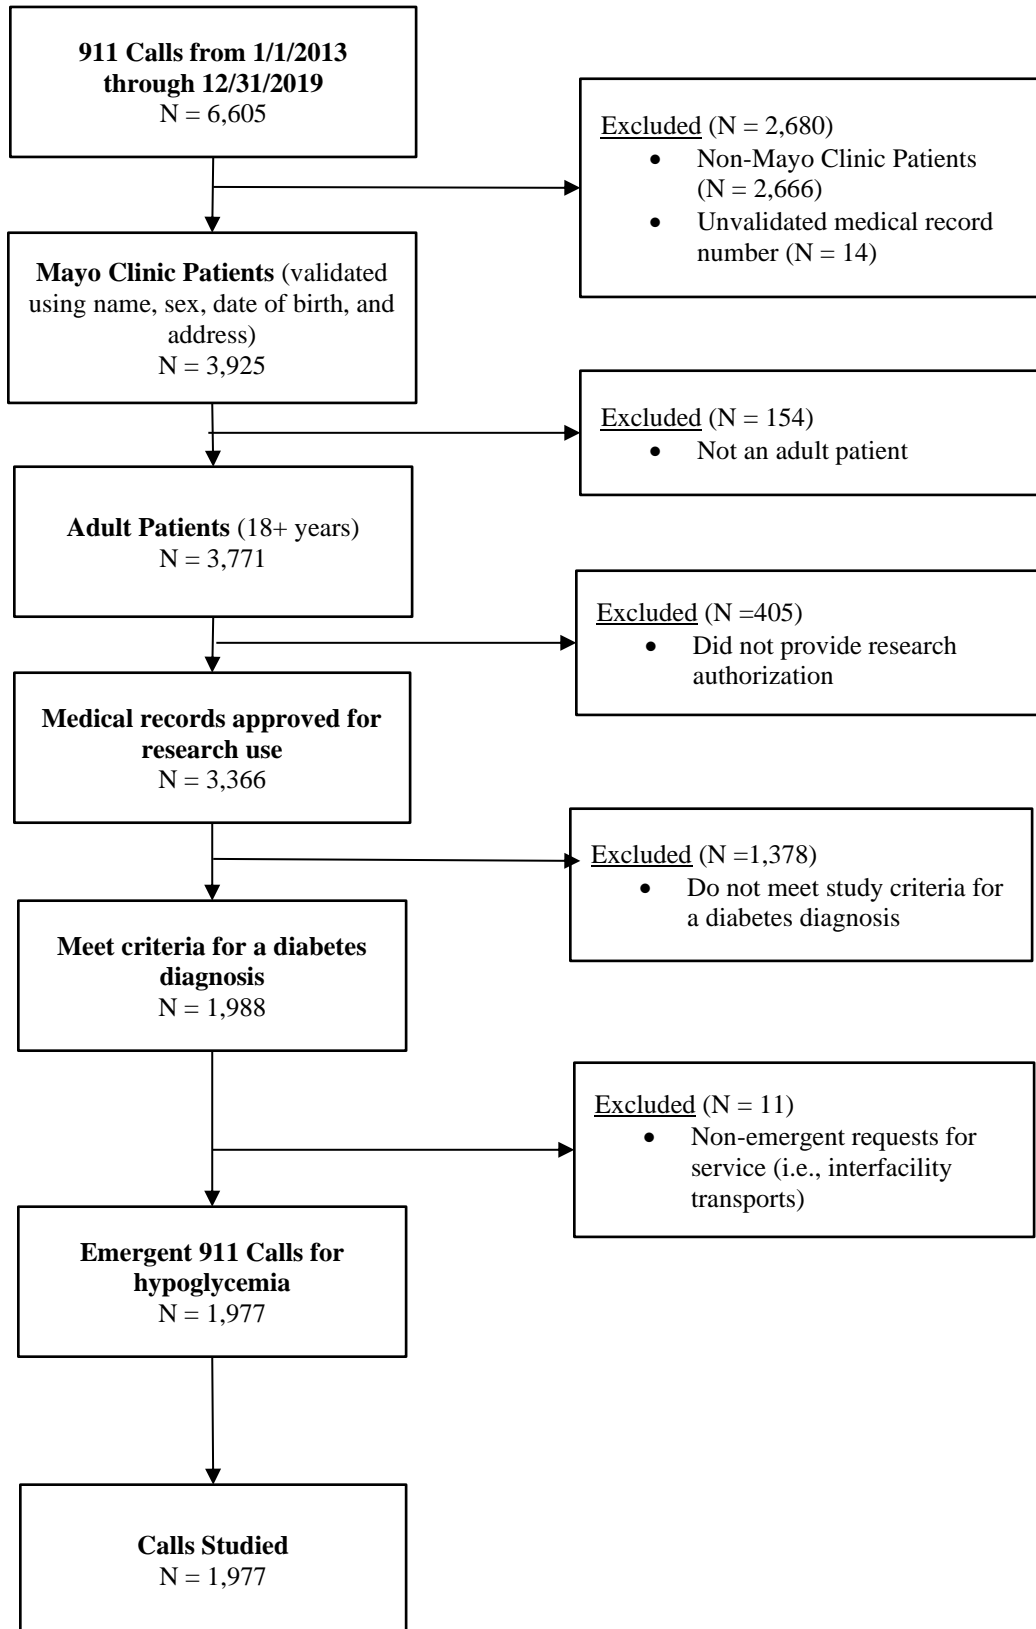 911 Calls from 1/1/2013
through 12/31/2019
N = 6,605
Excluded (N = 2,680)
• Non-Mayo Clinic Patients
(N = 2,666)
• Unvalidated medical record
number (N = 14)
Mayo Clinic Patients (validated
using name, sex, date of birth, and
address)
N = 3,925
Excluded (N = 154)
• Not an adult patient
Adult Patients (18+ years)
N = 3,771
Excluded (N =405)
• Did not provide research
authorization
Medical records approved for
research use
N = 3,366
Excluded (N =1,378)
• Do not meet study criteria for
a diabetes diagnosis
Meet criteria for a diabetes
diagnosis
N = 1,988
Excluded (N = 11)
• Non-emergent requests for
service (i.e., interfacility
transports)
Emergent 911 Calls for
hypoglycemia
N = 1,977
Calls Studied
N = 1,977